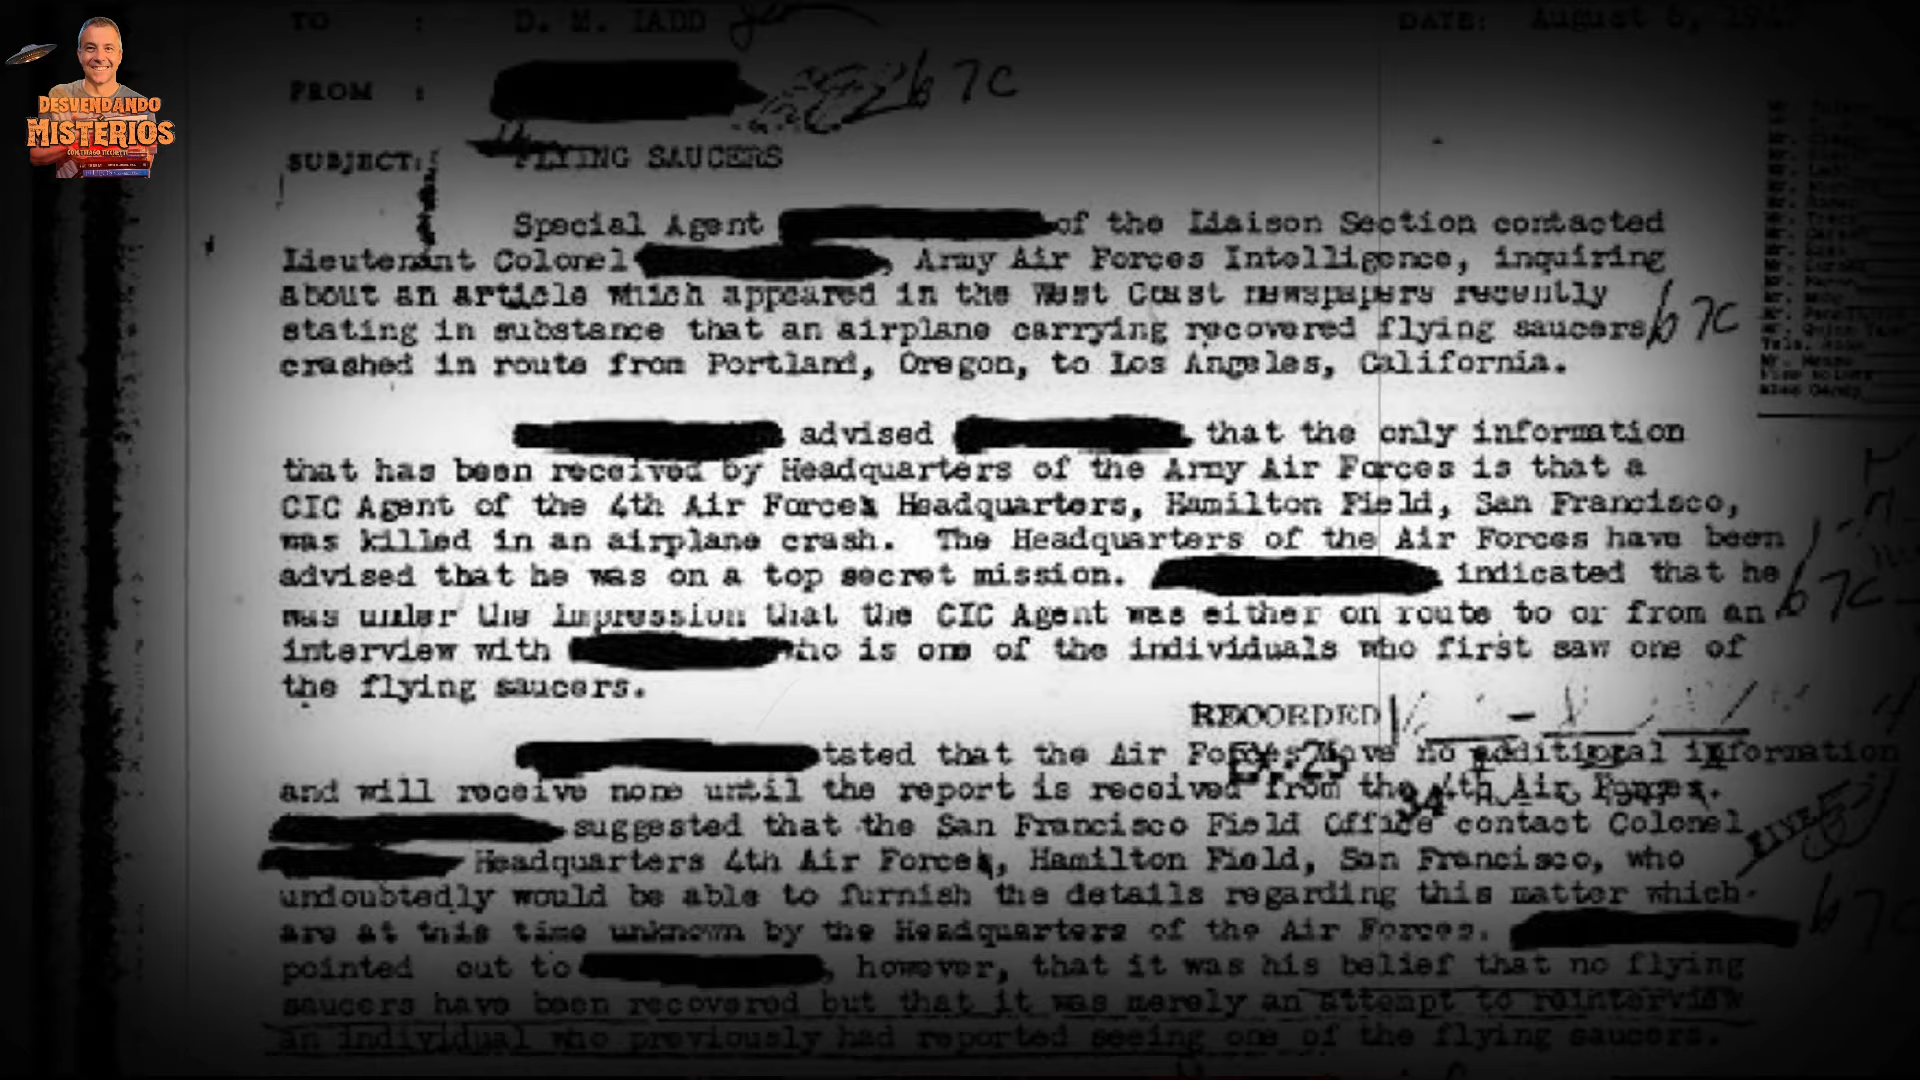 DESVENDANDO
MISTÉRIOS
TO :
D. M. LADD
DATE: August 6,
FROM :
b7C
SUBJECT: FLYING SAUCERS
Special Agent of the Liaison Section contacted
Lieutenant Colonel , Army Air Forces Intelligence, inquiring
about an article which appeared in the West Coast newspapers recently
stating in substance that an airplane carrying recovered flying saucers b7C
crashed in route from Portland, Oregon, to Los Angeles, California.
advised that the only information
that has been received by Headquarters of the Army Air Forces is that a
CIC Agent of the 4th Air Forces Headquarters, Hamilton Field, San Francisco,
was killed in an airplane crash. The Headquarters of the Air Forces have been
advised that he was on a top secret mission. indicated that he
was under the impression that the CIC Agent was either on route to or from an b7C
interview with who is one of the individuals who first saw one of
the flying saucers.
RECORDED
tated that the Air Forces have no additional information
and will receive none until the report is received from the 4th Air Forces.
suggested that the San Francisco Field Office contact Colonel
Headquarters 4th Air Forces, Hamilton Field, San Francisco, who
undoubtedly would be able to furnish the details regarding this matter which
are at this time unknown by the Headquarters of the Air Forces. b7C
pointed out to , however, that it was his belief that no flying
saucers have been recovered but that it was merely an attempt to reinterview
an individual who previously had reported seeing one of the flying saucers.